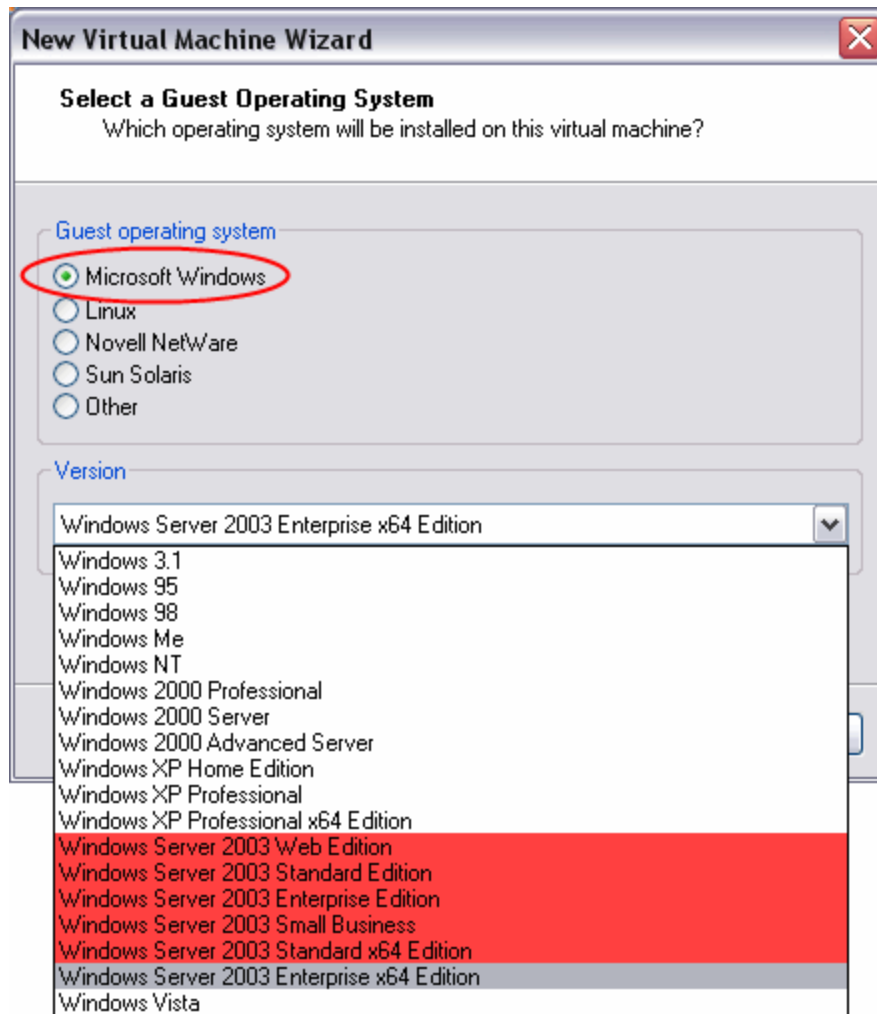 New Virtual Machine Wizard
Select a Guest Operating System
Which operating system will be installed on this virtual machine?
Guest operating system
Microsoft Windows
Linux
Novell NetWare
Sun Solaris
Other
Version
Windows Server 2003 Enterprise x64 Edition
Windows 3.1
Windows 95
Windows 98
Windows Me
Windows NT
Windows 2000 Professional
Windows 2000 Server
Windows 2000 Advanced Server
Windows XP Home Edition
Windows XP Professional
Windows XP Professional x64 Edition
Windows Server 2003 Web Edition
Windows Server 2003 Standard Edition
Windows Server 2003 Enterprise Edition
Windows Server 2003 Small Business
Windows Server 2003 Standard x64 Edition
Windows Server 2003 Enterprise x64 Edition
Windows Vista